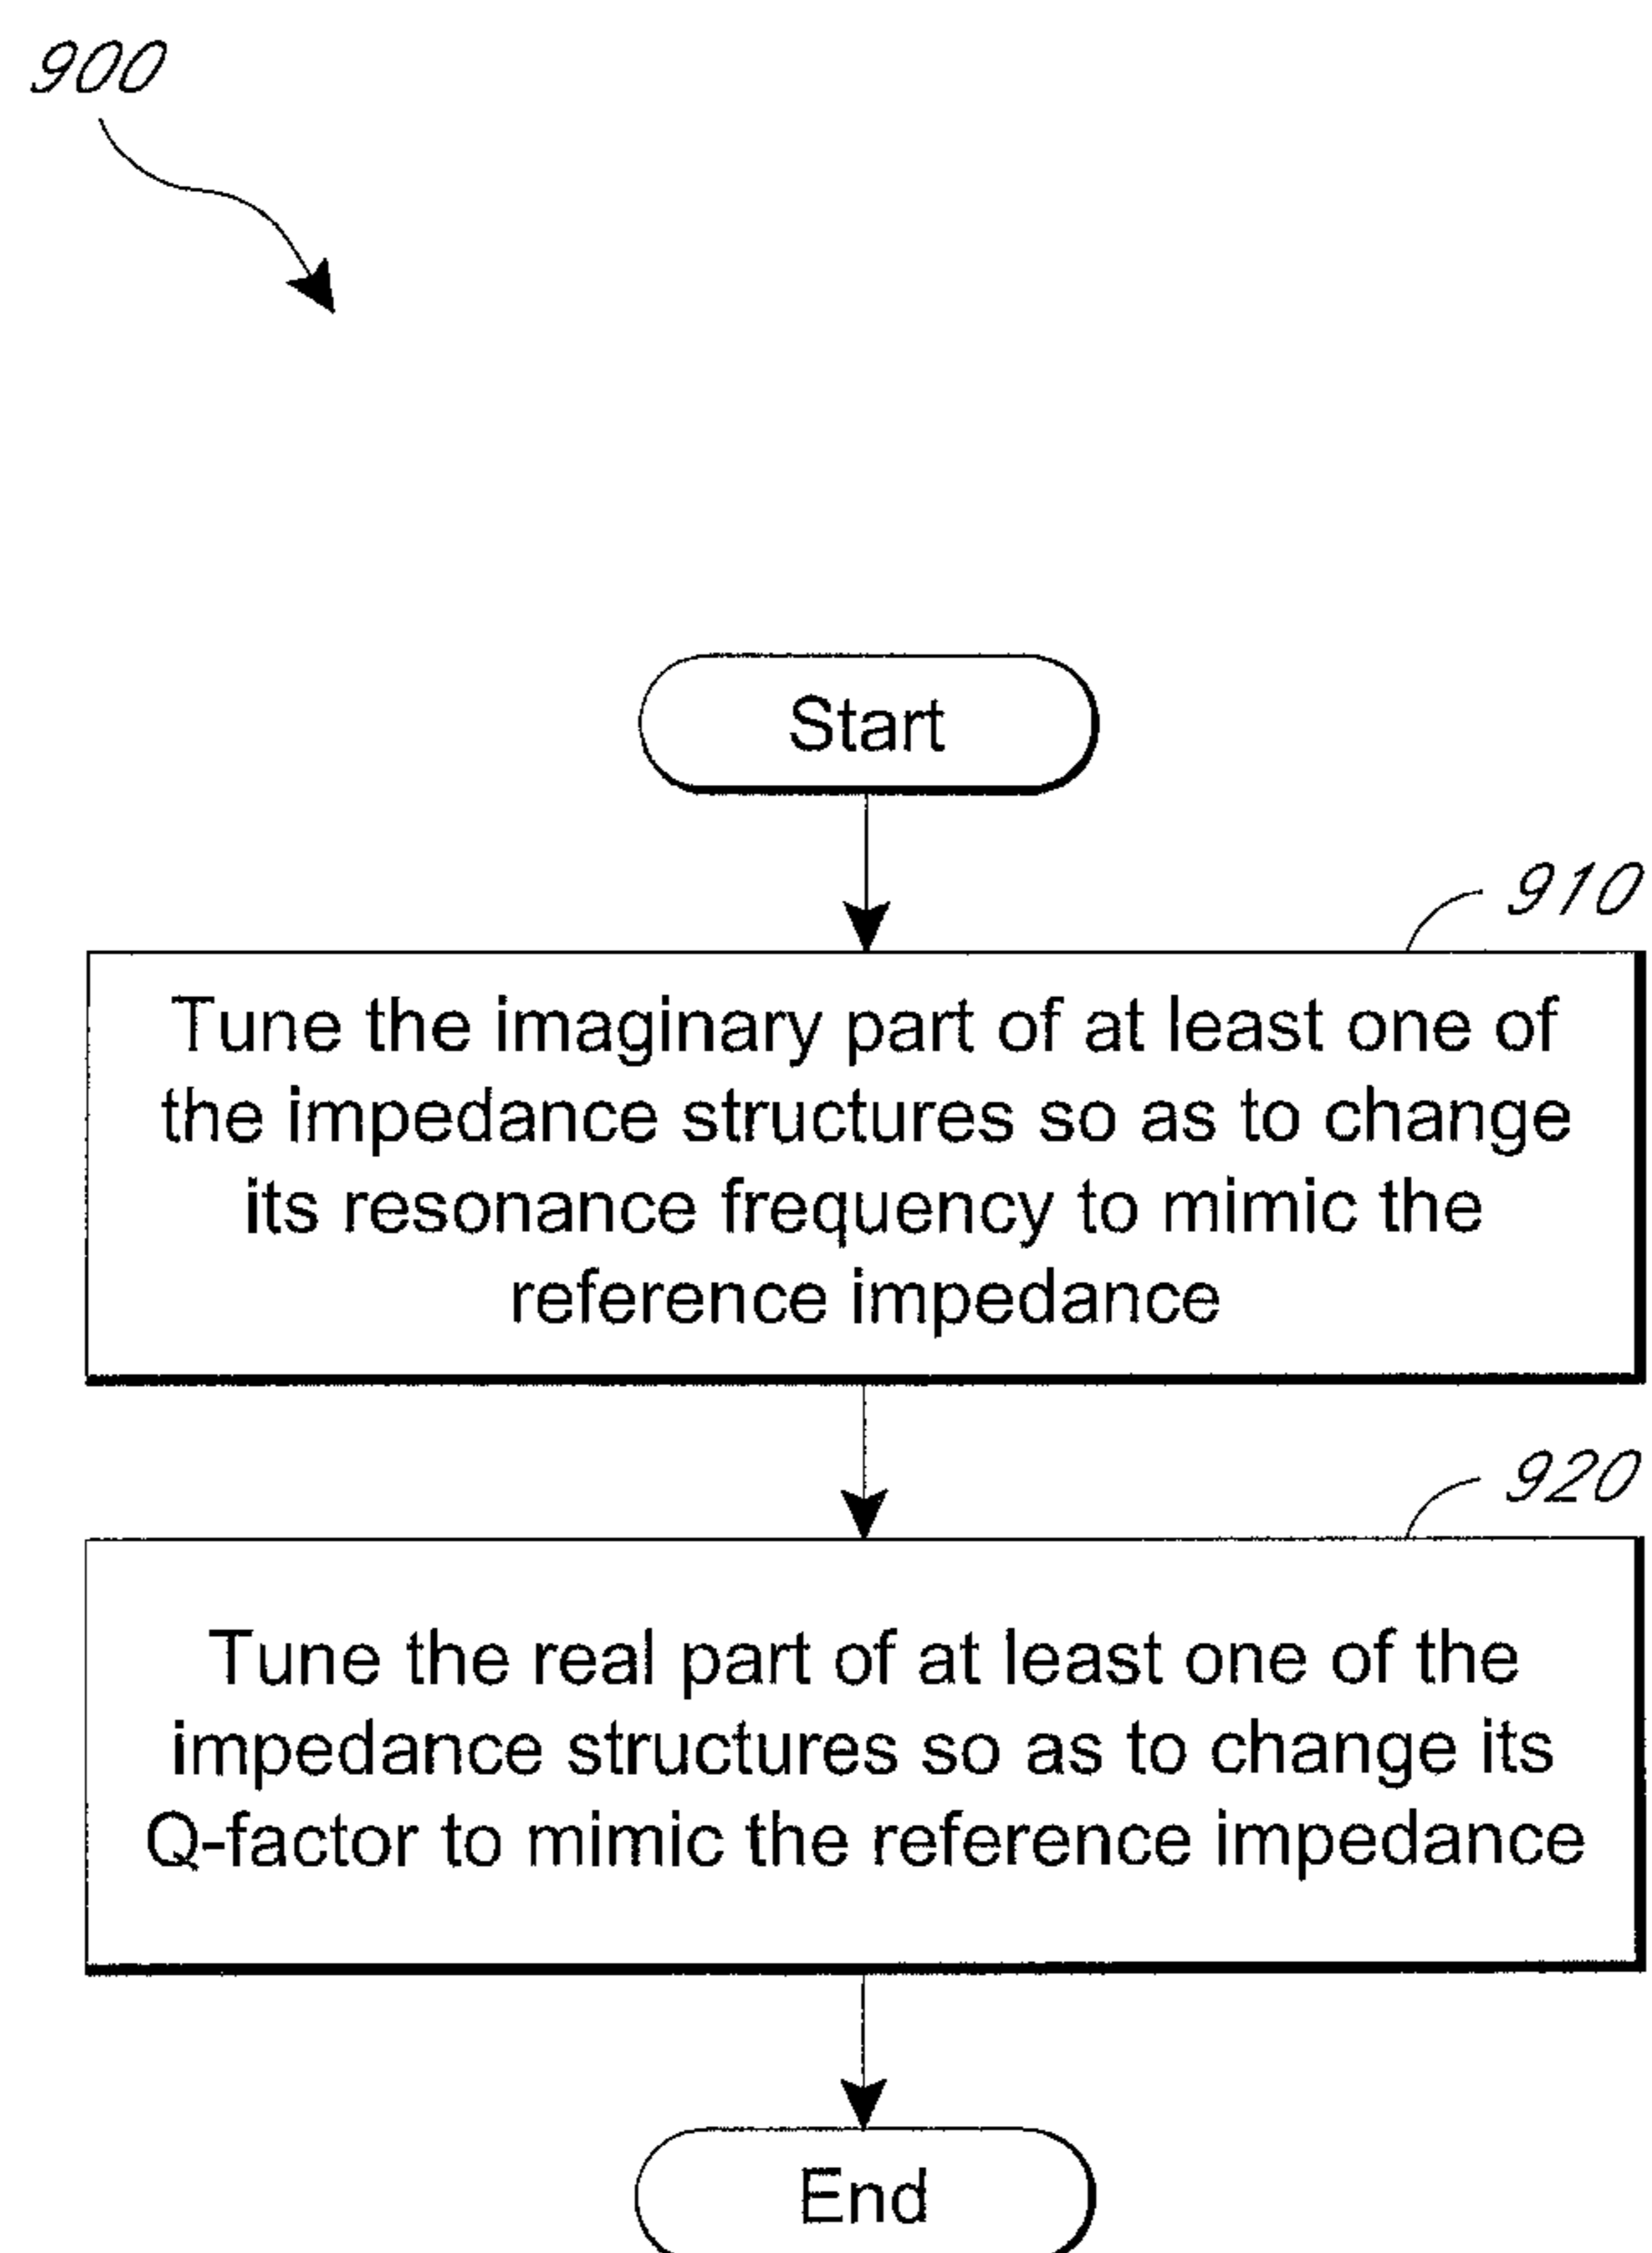 900
Start
910
Tune the imaginary part of at least one of
the impedance structures so as to change
its resonance frequency to mimic the
reference impedance
920
Tune the real part of at least one of the
impedance structures so as to change its
Q-factor to mimic the reference impedance
End